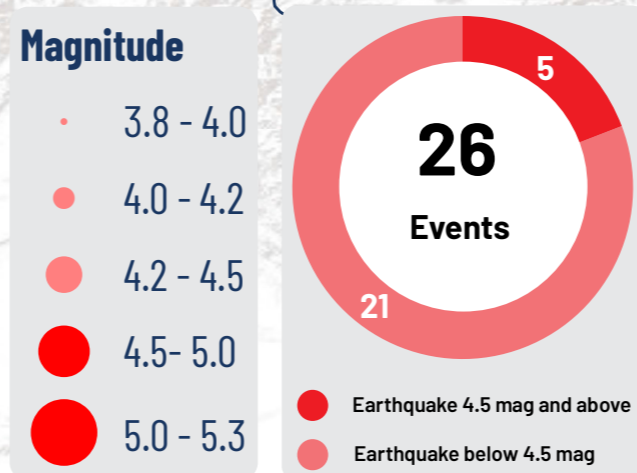 Magnitude
3.8 - 4.0
4.0 - 4.2
4.2 - 4.5
4.5- 5.0
5.0 - 5.3
5
26
Events
21
Earthquake 4.5 mag and above
Earthquake below 4.5 mag